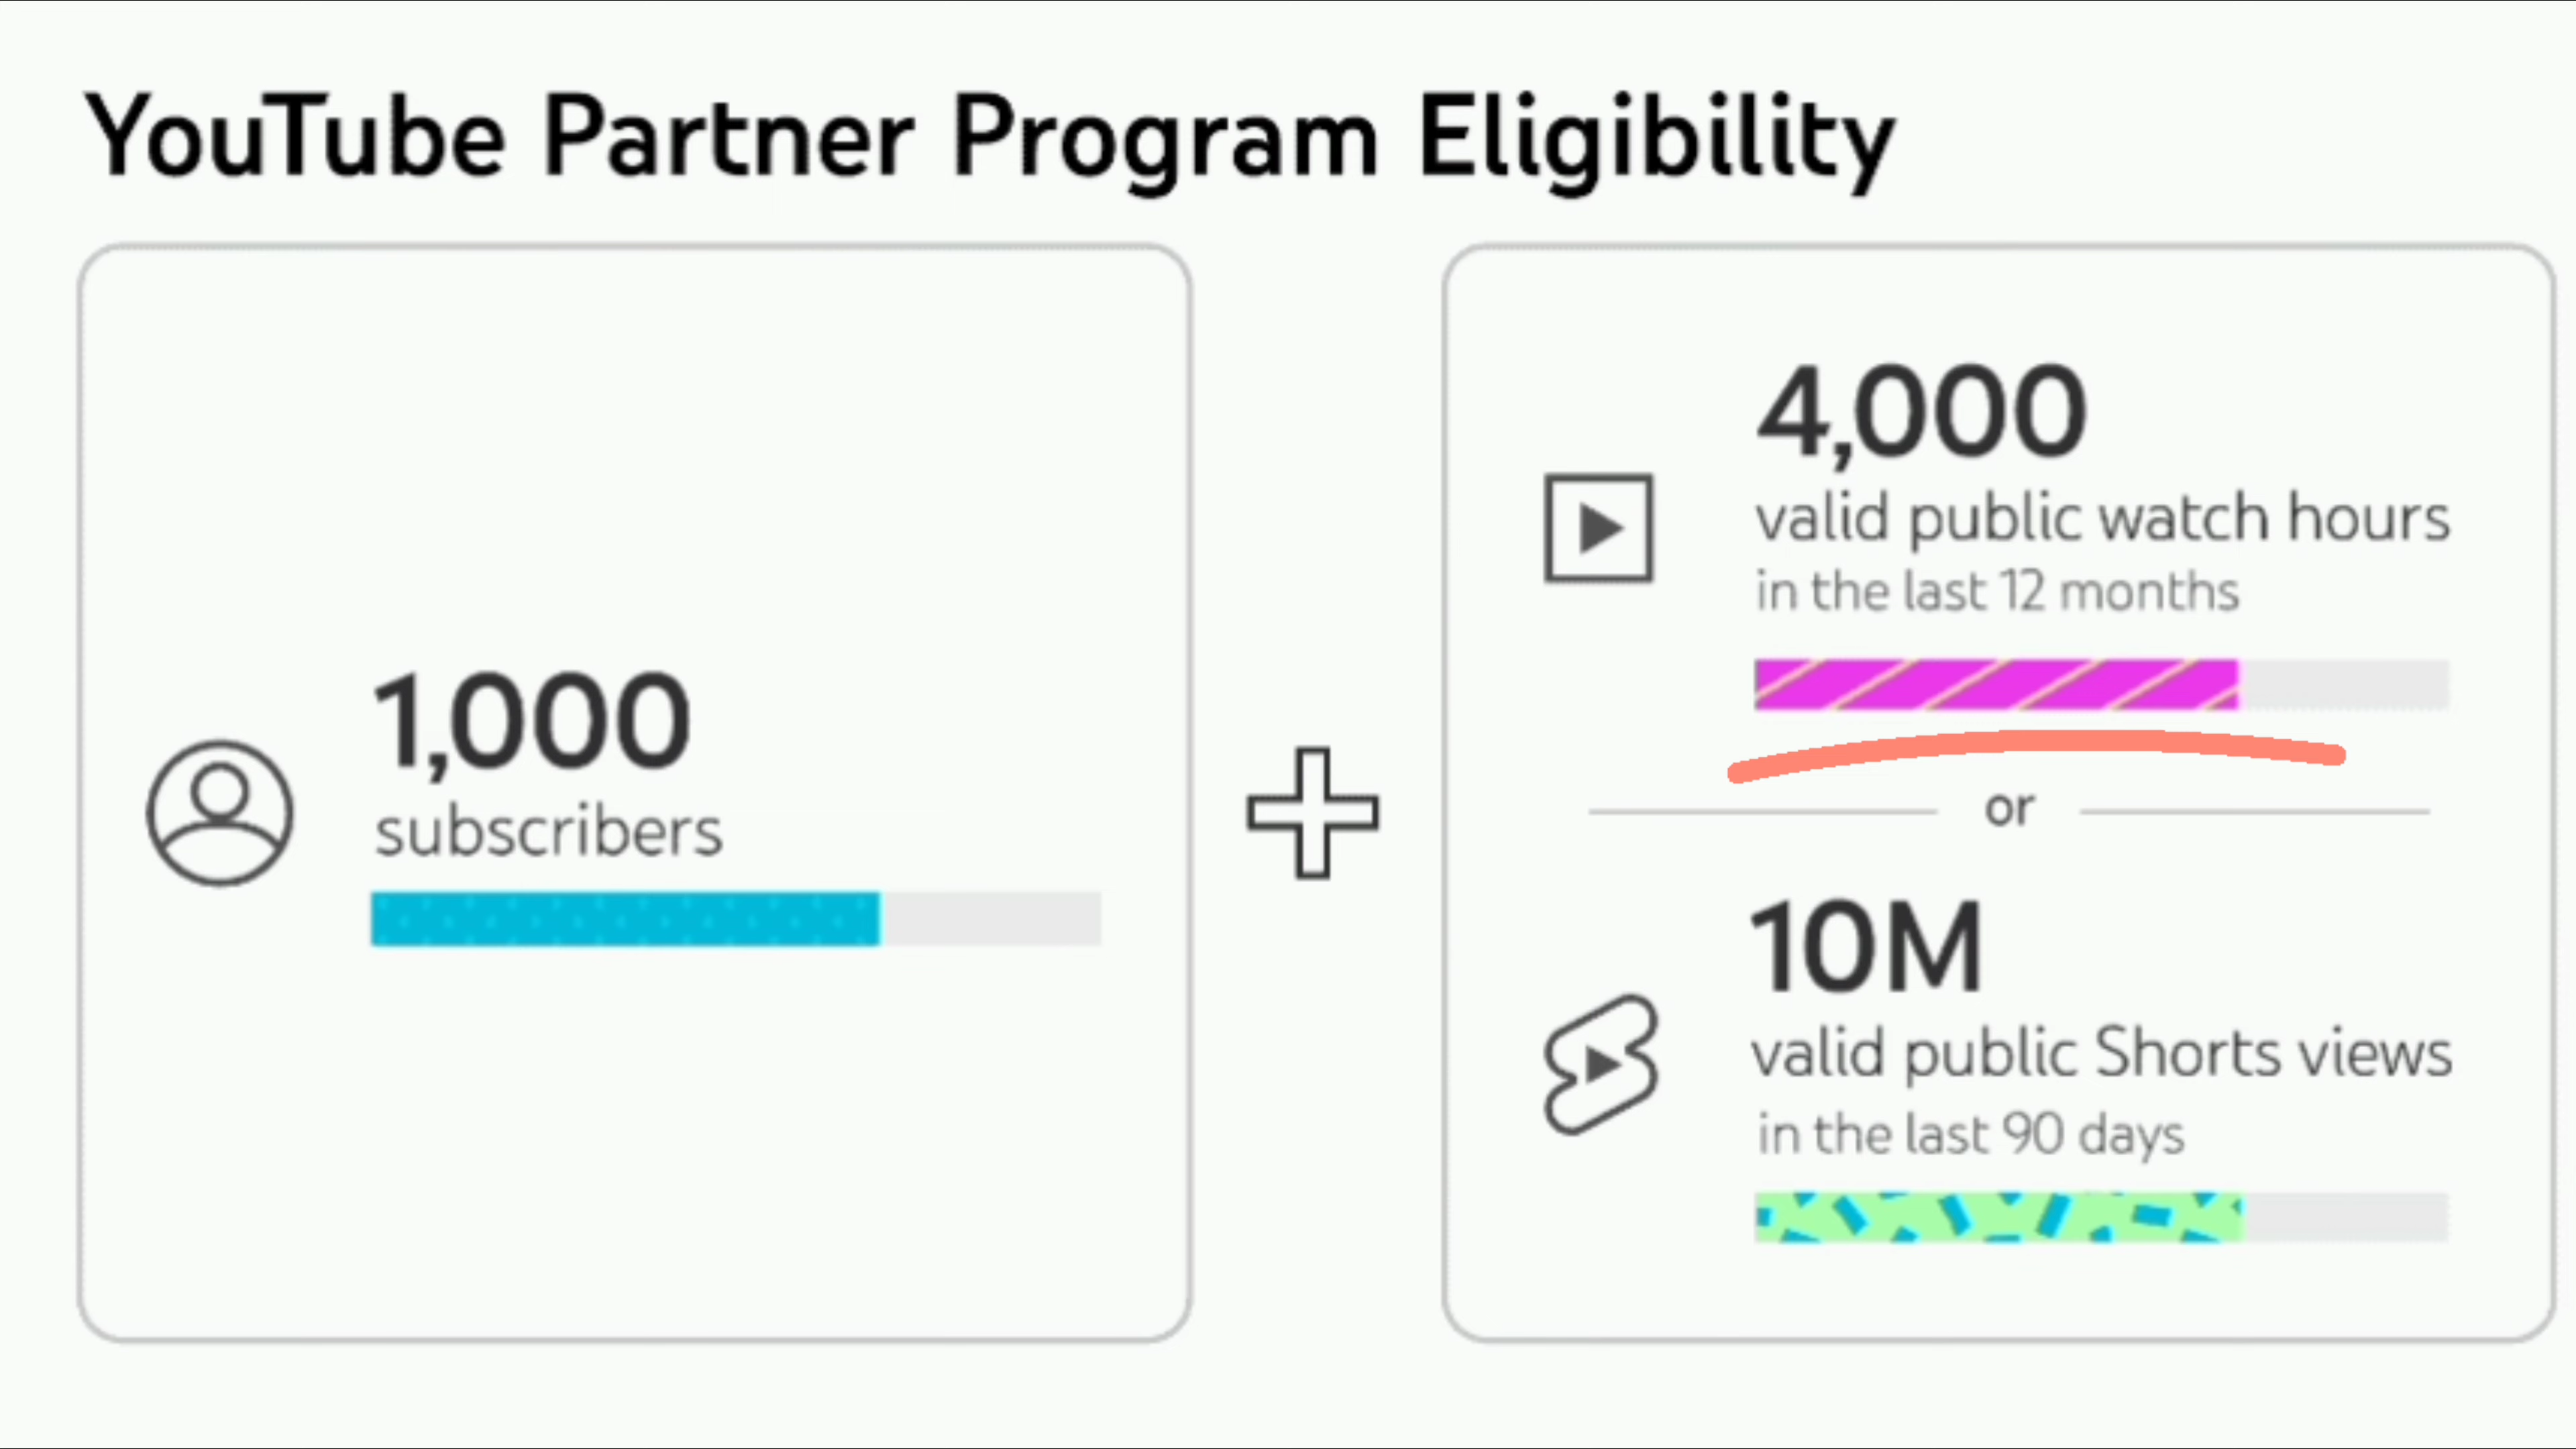 YouTube Partner Program Eligibility
1,000
subscribers
4,000
valid public watch hours
in the last 12 months
or
10M
valid public Shorts views
in the last 90 days